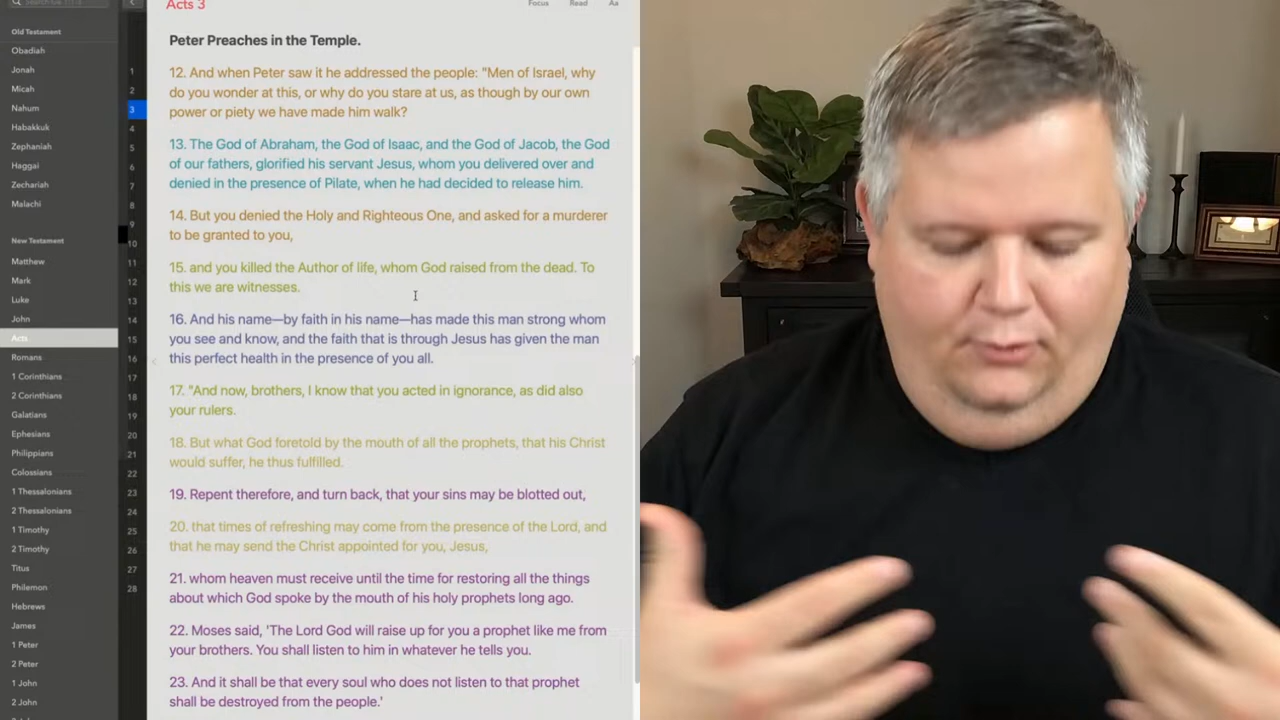 Acts 3
Focus
Read
Aa
Old Testament
Obadiah
Jonah
Micah
Nahum
Habakkuk
Zephaniah
Haggai
Zechariah
Malachi
New Testament
Matthew
Mark
Luke
John
Acts
Romans
1 Corinthians
2 Corinthians
Galatians
Ephesians
Philippians
Colossians
1 Thessalonians
2 Thessalonians
1 Timothy
2 Timothy
Titus
Philemon
Hebrews
James
1 Peter
2 Peter
1 John
2 John
1
2
3
4
5
6
7
8
9
10
11
12
13
14
15
16
17
18
19
20
21
22
23
24
25
26
27
28
Peter Preaches in the Temple.
12. And when Peter saw it he addressed the people: "Men of Israel, why
do you wonder at this, or why do you stare at us, as though by our own
power or piety we have made him walk?
13. The God of Abraham, the God of Isaac, and the God of Jacob, the God
of our fathers, glorified his servant Jesus, whom you delivered over and
denied in the presence of Pilate, when he had decided to release him.
14. But you denied the Holy and Righteous One, and asked for a murderer
to be granted to you,
15. and you killed the Author of life, whom God raised from the dead. To
this we are witnesses.
16. And his name—by faith in his name—has made this man strong whom
you see and know, and the faith that is through Jesus has given the man
this perfect health in the presence of you all.
17. "And now, brothers, I know that you acted in ignorance, as did also
your rulers.
18. But what God foretold by the mouth of all the prophets, that his Christ
would suffer, he thus fulfilled.
19. Repent therefore, and turn back, that your sins may be blotted out,
20. that times of refreshing may come from the presence of the Lord, and
that he may send the Christ appointed for you, Jesus,
21. whom heaven must receive until the time for restoring all the things
about which God spoke by the mouth of his holy prophets long ago.
22. Moses said, 'The Lord God will raise up for you a prophet like me from
your brothers. You shall listen to him in whatever he tells you.
23. And it shall be that every soul who does not listen to that prophet
shall be destroyed from the people.'